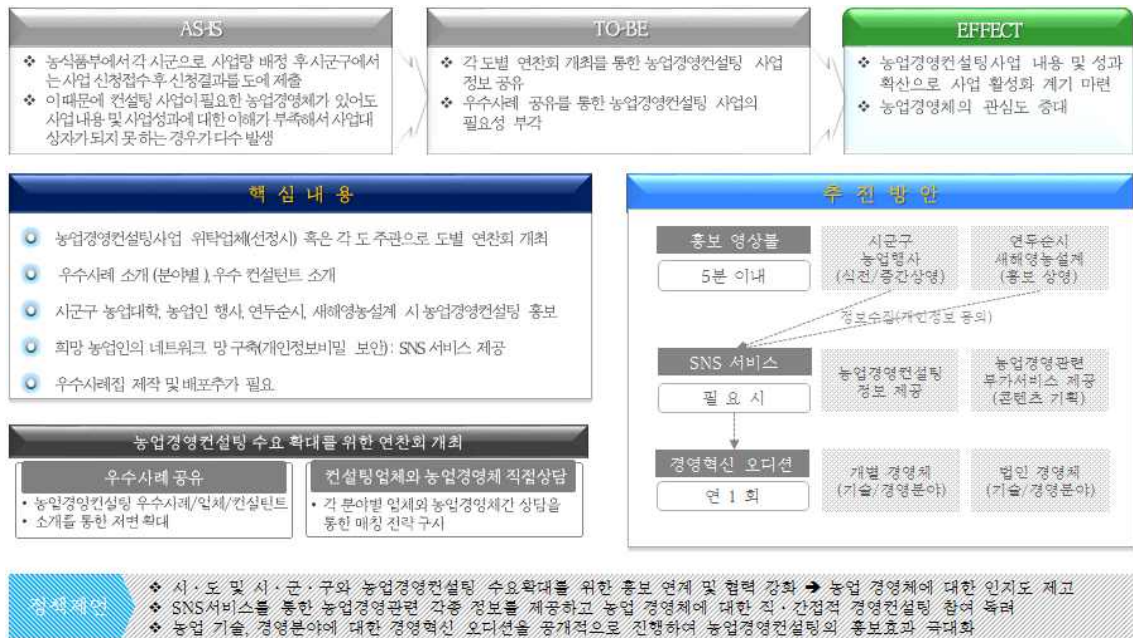 AS-IS
❖ 농식품부에서 각 시군으로 사업량 배정 후 시군구에서
는 사업 신청접수 후 신청결과를 도에 제출
❖ 이 때문에 컨설팅 사업이 필요한 농업경영체가 있어도
사업 내용 및 사업성과에 대한 이해가 부족해서 사업대
상자가 되지 못 하는 경우가 다수 발생
TO-BE
❖ 각 도별 연찬회 개최를 통한 농업경영컨설팅 사업
정보 공유
❖ 우수사례 공유를 통한 농업경영컨설팅 사업의
필요성 부각
EFFECT
❖ 농업경영컨설팅사업 내용 및 성과
확산으로 사업 활성화 계기 마련
❖ 농업경영체의 관심도 증대
핵 심 내 용
농업경영컨설팅사업 위탁업체(선정시) 혹은 각 도 주관으로 도별 연찬회 개최
우수사례 소개 (분야별 ), 우수 컨설턴트 소개
시군구 농업대학, 농업인 행사, 연두순시, 새해영농설계 시 농업경영컨설팅 홍보
희망 농업인의 네트워크 망 구축(개인정보비밀 보안) : SNS 서비스 제공
우수사례집 제작 및 배포추가 필요
농업경영컨설팅 수요 확대를 위한 연찬회 개최
우수사례 공유
• 농업경영컨설팅 우수사례/업체/컨설턴트
• 소개를 통한 저변 확대
컨설팅업체와 농업경영체 직접상담
• 각 분야별 업체와 농업경영체간 상담을
통한 매칭 전략 구사
추 진 방 안
홍보 영상물
5분 이내
시군구
농업행사
(식전/중간상영)
연두순시
새해영농설계
(홍보 상영)
정보수집(개인정보 동의)
SNS 서비스
필 요 시
농업경영컨설팅
정보 제공
농업경영관련
부가서비스 제공
(콘텐츠 기획)
경영혁신 오디션
연 1 회
개별 경영체
(기술/경영분야)
법인 경영체
(기술/경영분야)
정책제언
❖ 시·도 및 시·군·구와 농업경영컨설팅 수요확대를 위한 홍보 연계 및 협력 강화 ➔ 농업 경영체에 대한 인지도 제고
❖ SNS서비스를 통한 농업경영관련 각종 정보를 제공하고 농업 경영체에 대한 직·간접적 경영컨설팅 참여 독려
❖ 농업 기술, 경영분야에 대한 경영혁신 오디션을 공개적으로 진행하여 농업경영컨설팅의 홍보효과 극대화